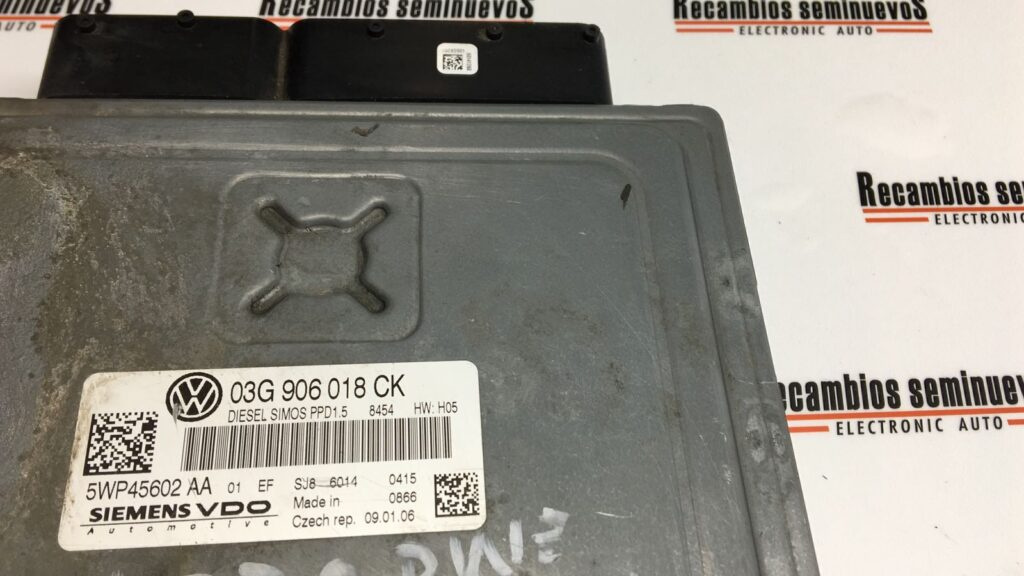 Recambios seminuevoS
AUTO
Recambios seminuevoS
ELECTRONIC AUTO
Recambios sem
ELECTRONIC
ecambios seminuevoS
ELECTRONIC AUTO
03G 906 018 CK
DIESEL SIMOS PPD1.5 8454 HW: H05
5WP45602 AA 01 EF SJ8 6014 0415
SIEMENS VDO Made in 0866
Automotive Czech rep. 09.01.06